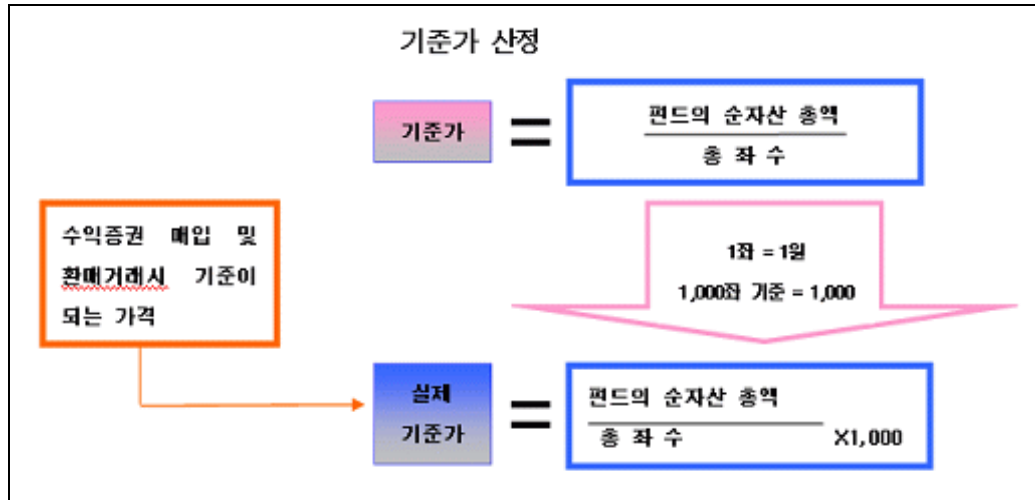 기준가 산정
기준가 = 펀드의 순자산 총액
총 좌 수
1좌 = 1원
1,000좌 기준 = 1,000
수익증권 매입 및
환매거래시 기준이
되는 가격
실제
기준가
=
펀드의 순자산 총액
총 좌 수 X1,000